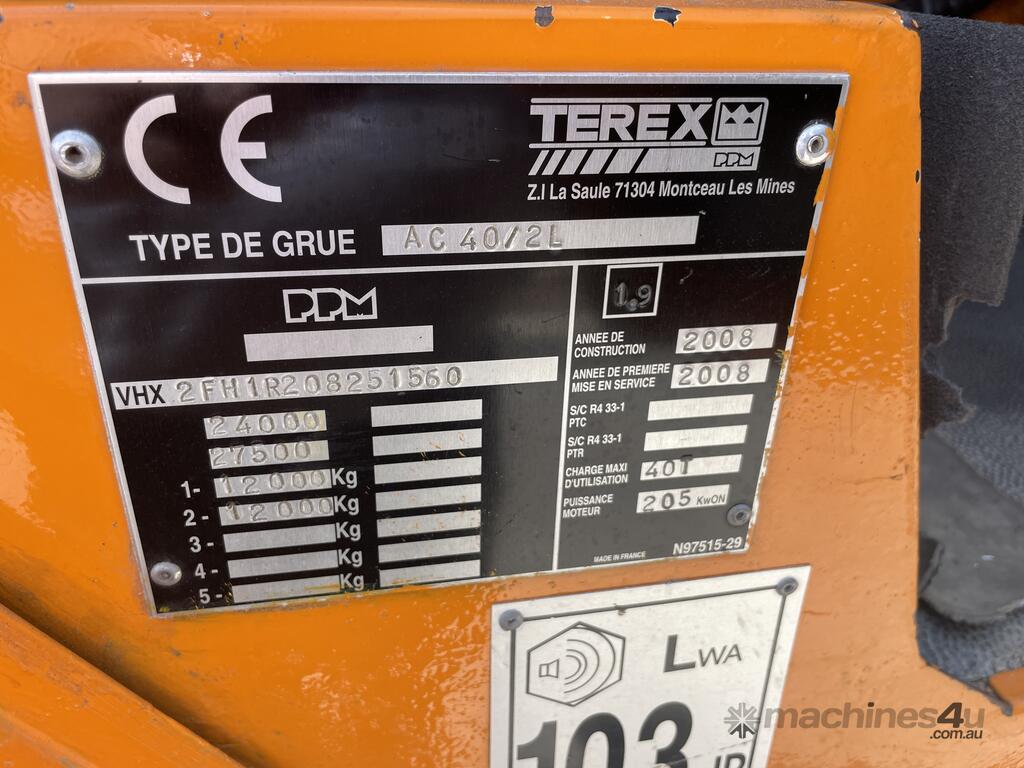 CE
TEREX
PPM
Z.I La Saule 71304 Montceau Les Mines
TYPE DE GRUE AC 40/2L
PPM
VHX 2FH1R208251560
24000
27500
1- 12000 Kg
2- 12000 Kg
3- Kg
4- Kg
5- Kg
1.9
ANNEE DE CONSTRUCTION 2008
ANNEE DE PREMIERE MISE EN SERVICE 2008
S/C R4 33-1 PTC
S/C R4 33-1 PTR
CHARGE MAXI D'UTILISATION 40T
PUISSANCE MOTEUR 205 KwON
MADE IN FRANCE N97515-29
LWA
103
machines4u
.com.au